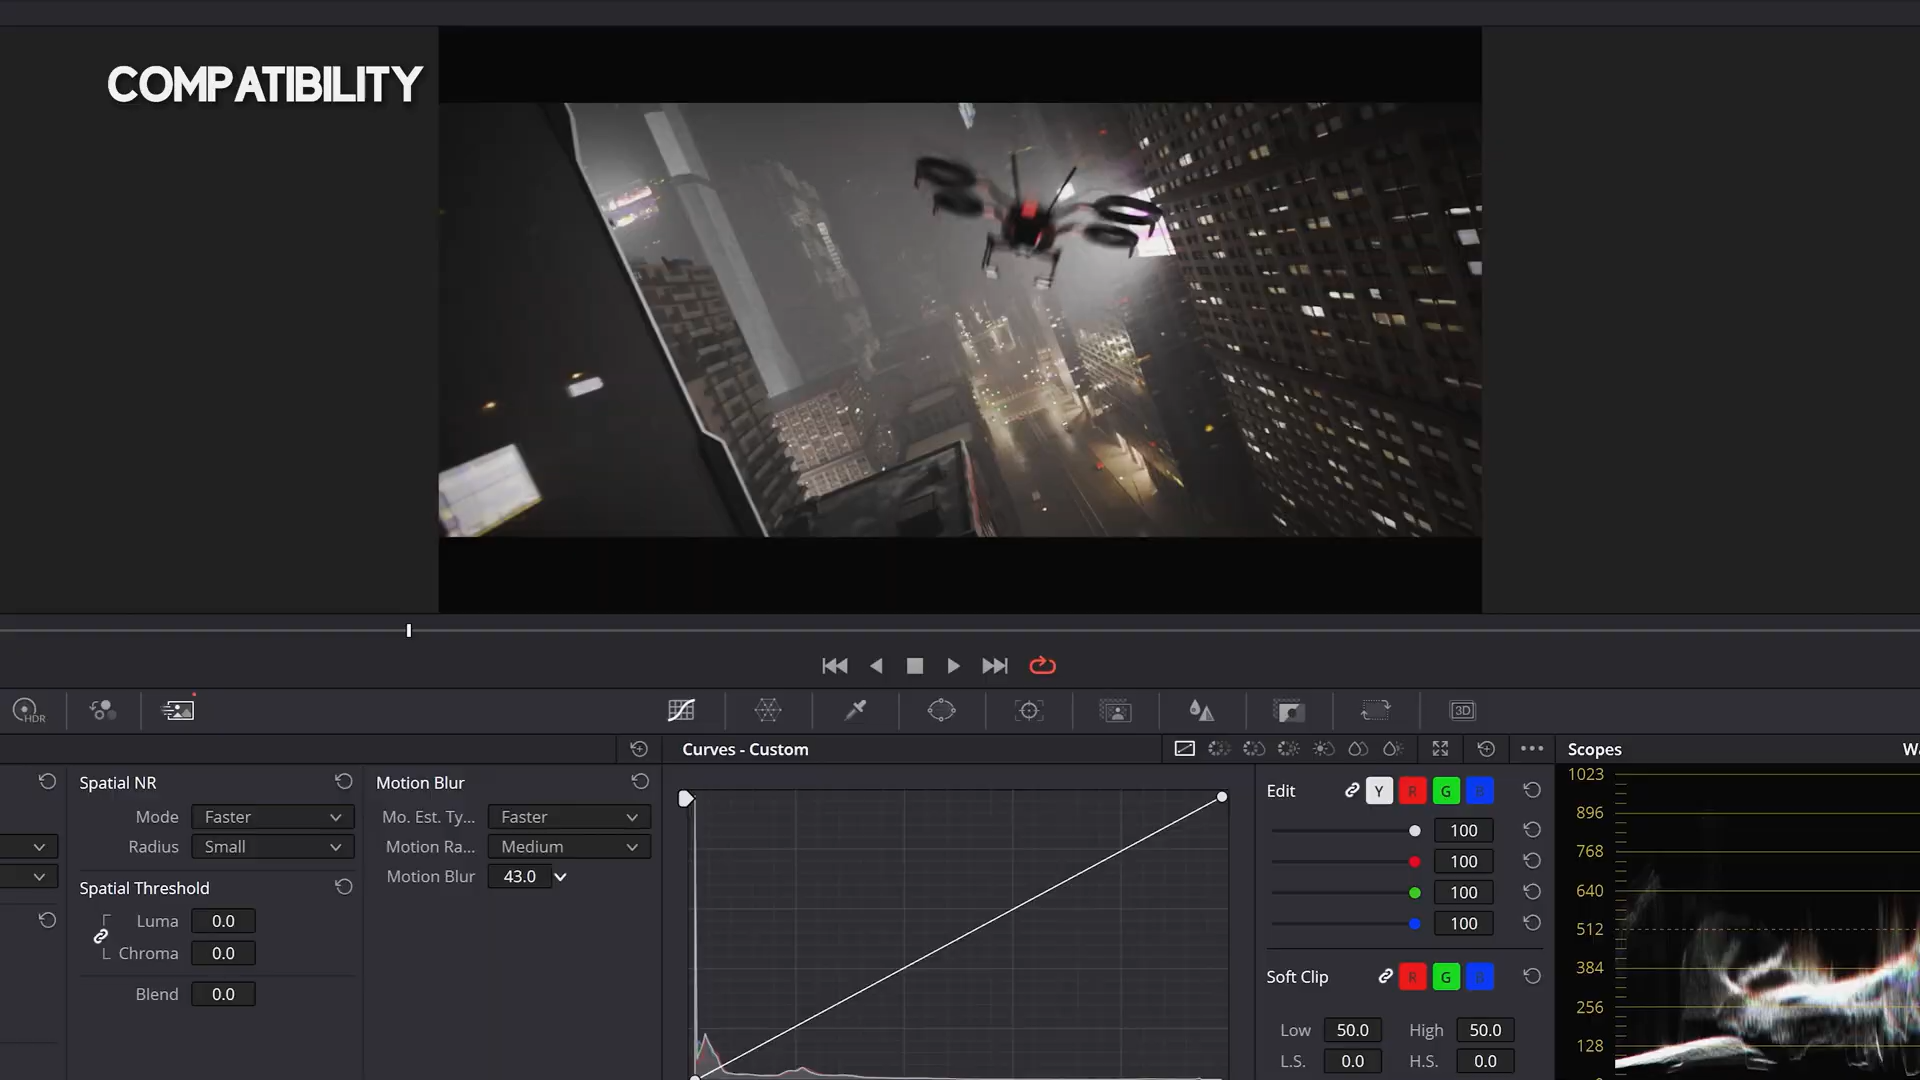 COMPATIBILITY
HDR
3D
Curves - Custom
Scopes
Spatial NR
Mode Faster
Radius Small
Spatial Threshold
Luma 0.0
Chroma 0.0
Blend 0.0
Motion Blur
Mo. Est. Ty... Faster
Motion Ra... Medium
Motion Blur 43.0
Edit Y R G B
100
100
100
100
Soft Clip R G B
Low 50.0 High 50.0
L.S. 0.0 H.S. 0.0
1023
896
768
640
512
384
256
128